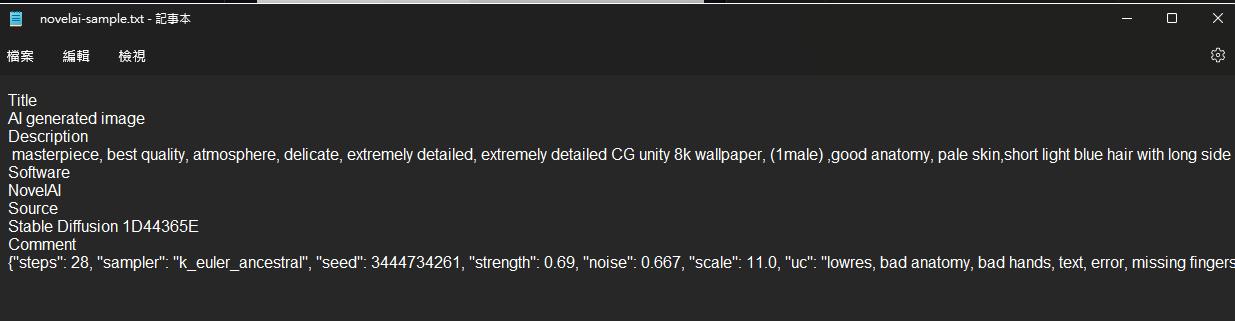 novelai-sample.txt - 記事本
檔案 編輯 檢視
Title
AI generated image
Description
masterpiece, best quality, atmosphere, delicate, extremely detailed, extremely detailed CG unity 8k wallpaper, (1male) ,good anatomy, pale skin,short light blue hair with long side
Software
NovelAI
Source
Stable Diffusion 1D44365E
Comment
{"steps": 28, "sampler": "k_euler_ancestral", "seed": 3444734261, "strength": 0.69, "noise": 0.667, "scale": 11.0, "uc": "lowres, bad anatomy, bad hands, text, error, missing fingers